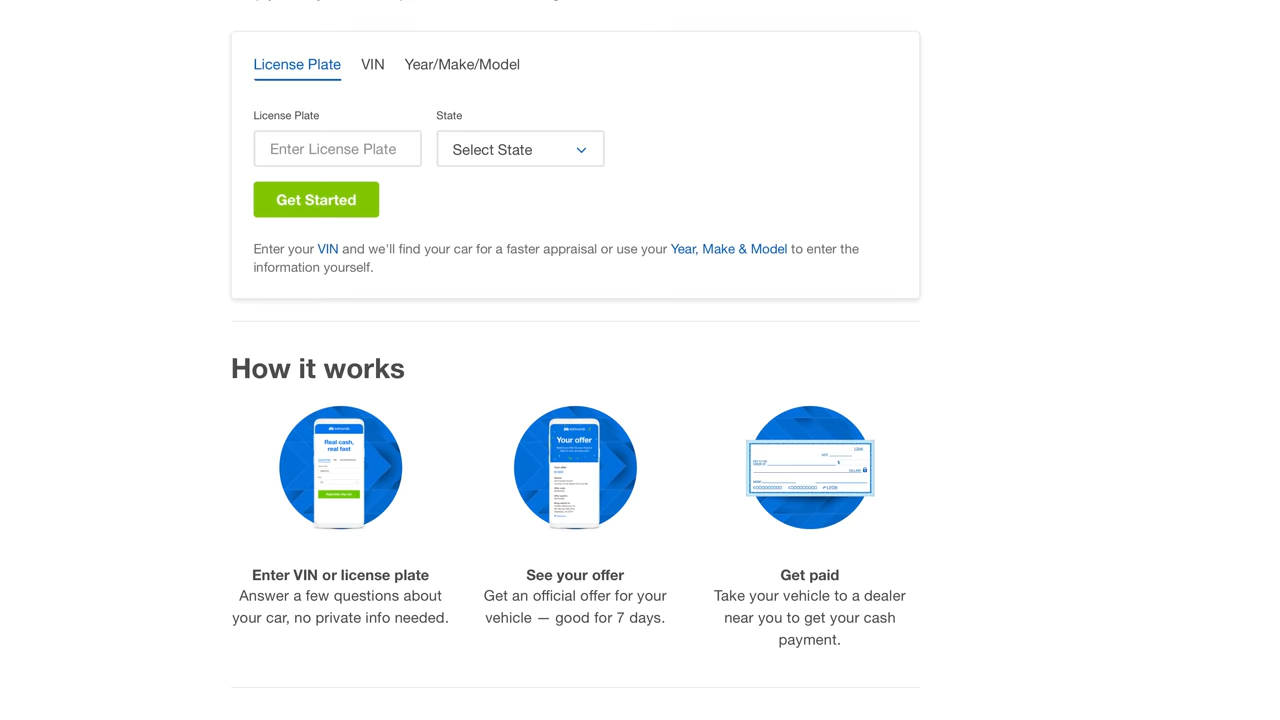 License Plate VIN Year/Make/Model
License Plate State
Enter License Plate Select State
Get Started
Enter your VIN and we'll find your car for a faster appraisal or use your Year, Make & Model to enter the
information yourself.
How it works
Real cash,
real fast
Your offer
Enter VIN or license plate
Answer a few questions about
your car, no private info needed.
See your offer
Get an official offer for your
vehicle — good for 7 days.
Get paid
Take your vehicle to a dealer
near you to get your cash
payment.